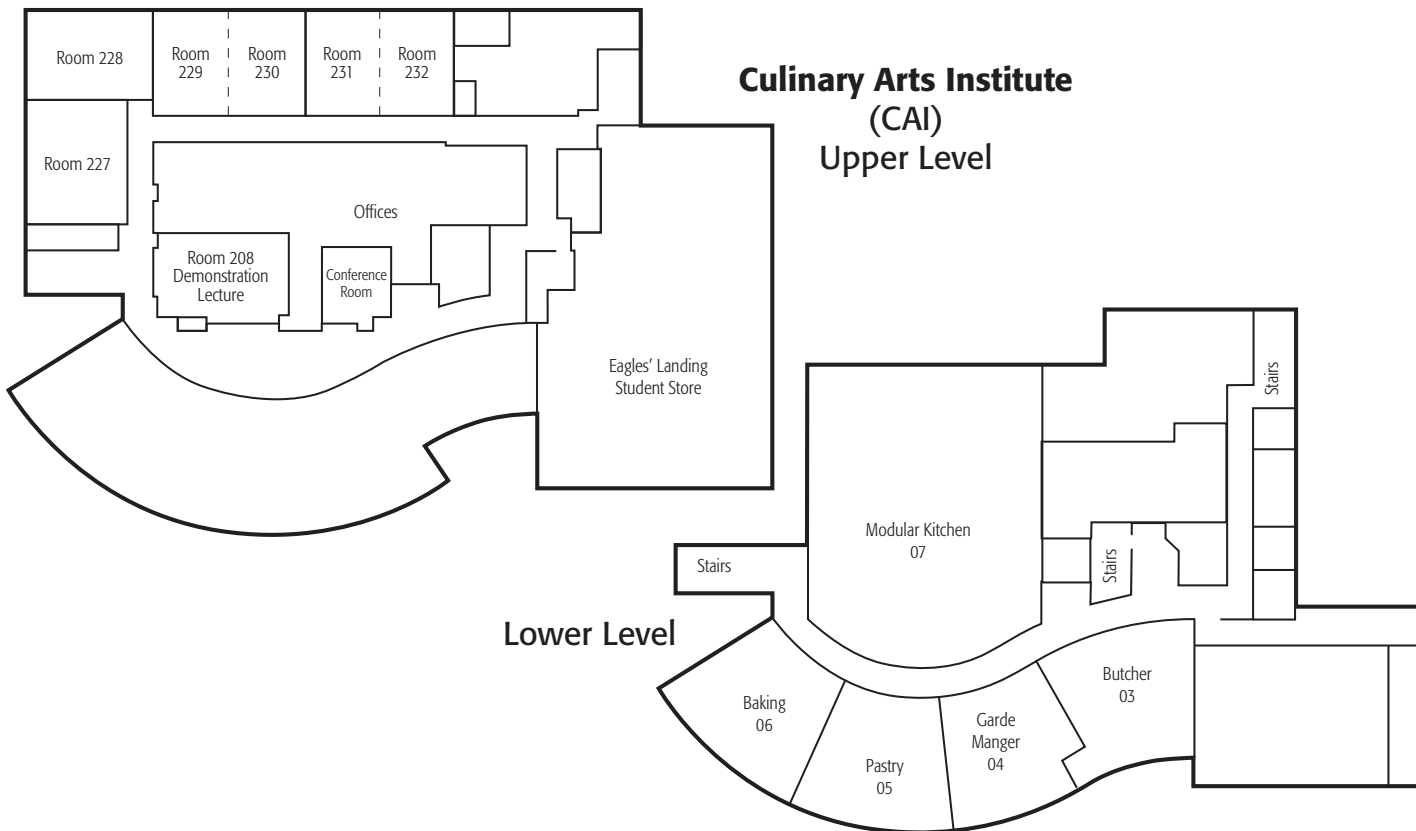 Culinary Arts Institute
(CAI)
Upper Level
Room 228
Room
229
Room
230
Room
231
Room
232
Room 227
Offices
Room 208
Demonstration
Lecture
Conference
Room
Eagles’ Landing
Student Store
Lower Level
Stairs
Modular Kitchen
07
Stairs
Stairs
Baking
06
Pastry
05
Garde
Manger
04
Butcher
03